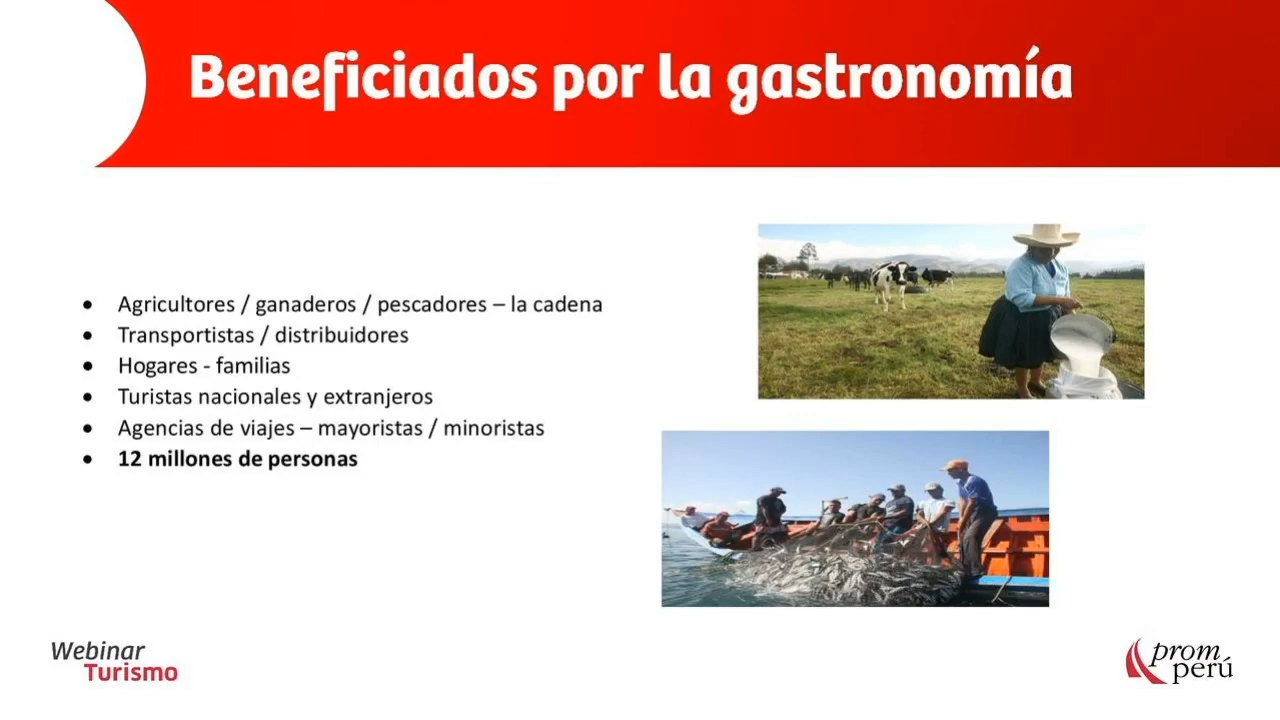 Beneficiados por la gastronomía
• Agricultores / ganaderos / pescadores – la cadena
• Transportistas / distribuidores
• Hogares - familias
• Turistas nacionales y extranjeros
• Agencias de viajes – mayoristas / minoristas
• 12 millones de personas
Webinar
Turismo
prom
perú